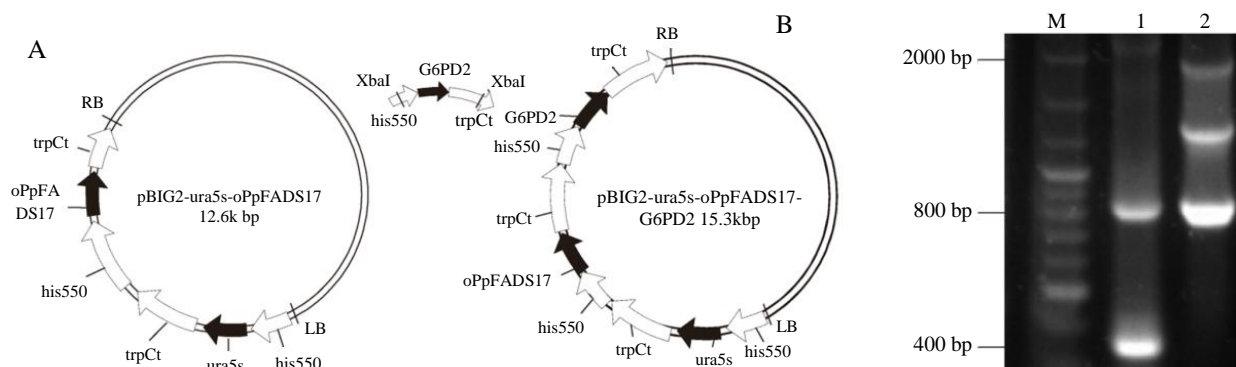 A
RB
trpCt
oPpFA
DS17
his550
trpCt
ura5s
his550
LB
pBIG2-ura5s-oPpFADS17
12.6k bp
XbaI
G6PD2
XbaI
his550
trpCt
B
RB
trpCt
G6PD2
his550
trpCt
oPpFADS17
his550
trpCt
ura5s
his550
LB
pBIG2-ura5s-oPpFADS17-
G6PD2 15.3kbp
M 1 2
2000 bp
800 bp
400 bp